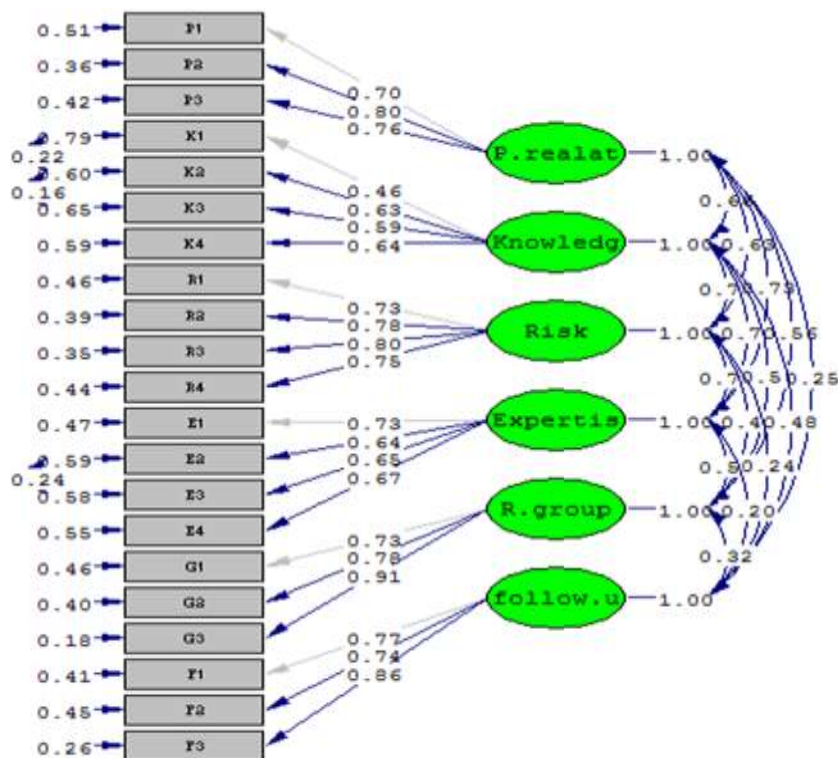 0.51 P1
0.36 P2
0.42 P3
0.79 K1
0.22
0.60 K2
0.16
0.65 K3
0.59 K4
0.46 R1
0.39 R2
0.35 R3
0.44 R4
0.47 E1
0.59 E2
0.24
0.58 E3
0.55 E4
0.46 G1
0.40 G2
0.18 G3
0.41 F1
0.45 F2
0.26 F3
0.70
0.80
0.76
0.46
0.63
0.59
0.64
0.73
0.78
0.80
0.75
0.73
0.64
0.65
0.67
0.73
0.78
0.91
0.77
0.74
0.86
P.realat 1.00
Knowledg 1.00
0.63
Risk 1.00
0.70 0.56
0.25
Expertis 1.00
0.48
0.24
R.group 1.00
0.20
0.32
follow.u 1.00